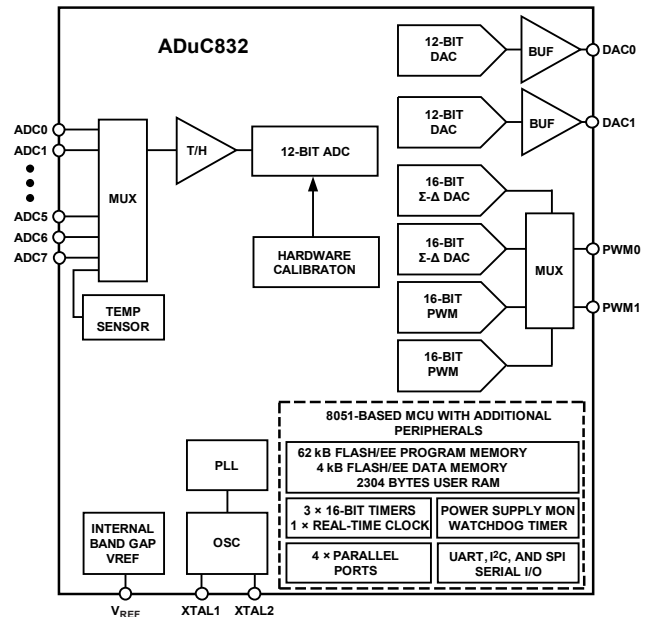 ADuC832
12-BIT
DAC
BUF
DAC0
12-BIT
DAC
BUF
DAC1
ADC0
ADC1
ADC5
ADC6
ADC7
MUX
T/H
12-BIT ADC
HARDWARE
CALIBRATON
TEMP
SENSOR
16-BIT
Σ-Δ DAC
16-BIT
Σ-Δ DAC
16-BIT
PWM
16-BIT
PWM
MUX
PWM0
PWM1
8051-BASED MCU WITH ADDITIONAL
PERIPHERALS
62 kB FLASH/EE PROGRAM MEMORY
4 kB FLASH/EE DATA MEMORY
2304 BYTES USER RAM
3 × 16-BIT TIMERS
1 × REAL-TIME CLOCK
POWER SUPPLY MON
WATCHDOG TIMER
4 × PARALLEL
PORTS
UART, I²C, AND SPI
SERIAL I/O
PLL
OSC
INTERNAL
BAND GAP
VREF
VREF
XTAL1
XTAL2